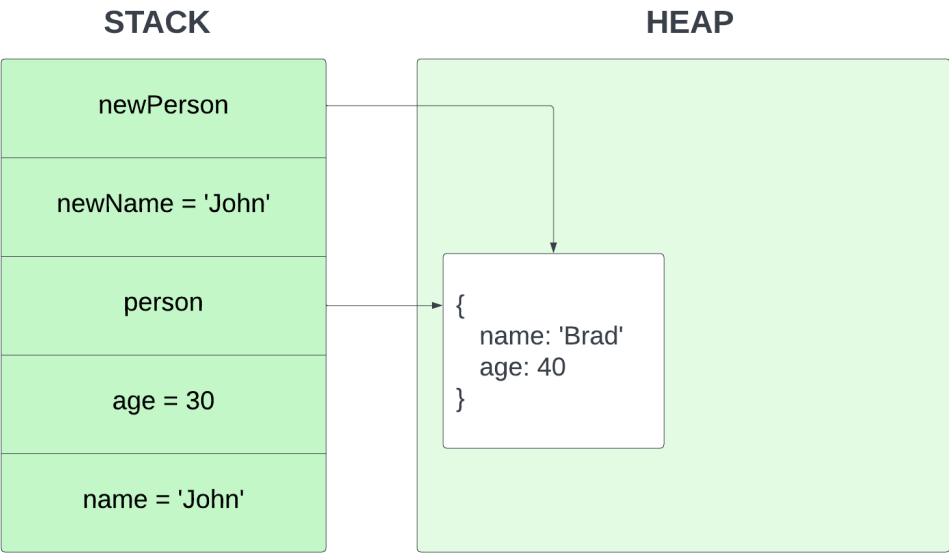 STACK
HEAP
newPerson
newName = 'John'
person
age = 30
name = 'John'
{
name: 'Brad'
age: 40
}